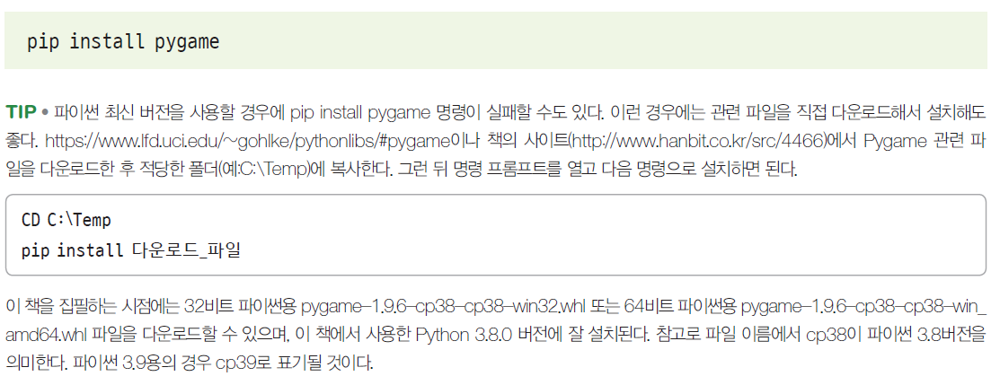 pip install pygame
TIP • 파이썬 최신 버전을 사용할 경우에 pip install pygame 명령이 실패할 수도 있다. 이런 경우에는 관련 파일을 직접 다운로드해서 설치해도
좋다. https://www.lfd.uci.edu/~gohlke/pythonlibs/#pygame이나 책의 사이트(http://www.hanbit.co.kr/src/4466)에서 Pygame 관련 파
일을 다운로드한 후 적당한 폴더(예:C:\Temp)에 복사한다. 그런 뒤 명령 프롬프트를 열고 다음 명령으로 설치하면 된다.
CD C:\Temp
pip install 다운로드_파일
이 책을 집필하는 시점에는 32비트 파이썬용 pygame-1.9.6-cp38-cp38-win32.whl 또는 64비트 파이썬용 pygame-1.9.6-cp38-cp38-win_
amd64.whl 파일을 다운로드할 수 있으며, 이 책에서 사용한 Python 3.8.0 버전에 잘 설치된다. 참고로 파일 이름에서 cp38이 파이썬 3.8버전을
의미한다. 파이썬 3.9용의 경우 cp39로 표기될 것이다.